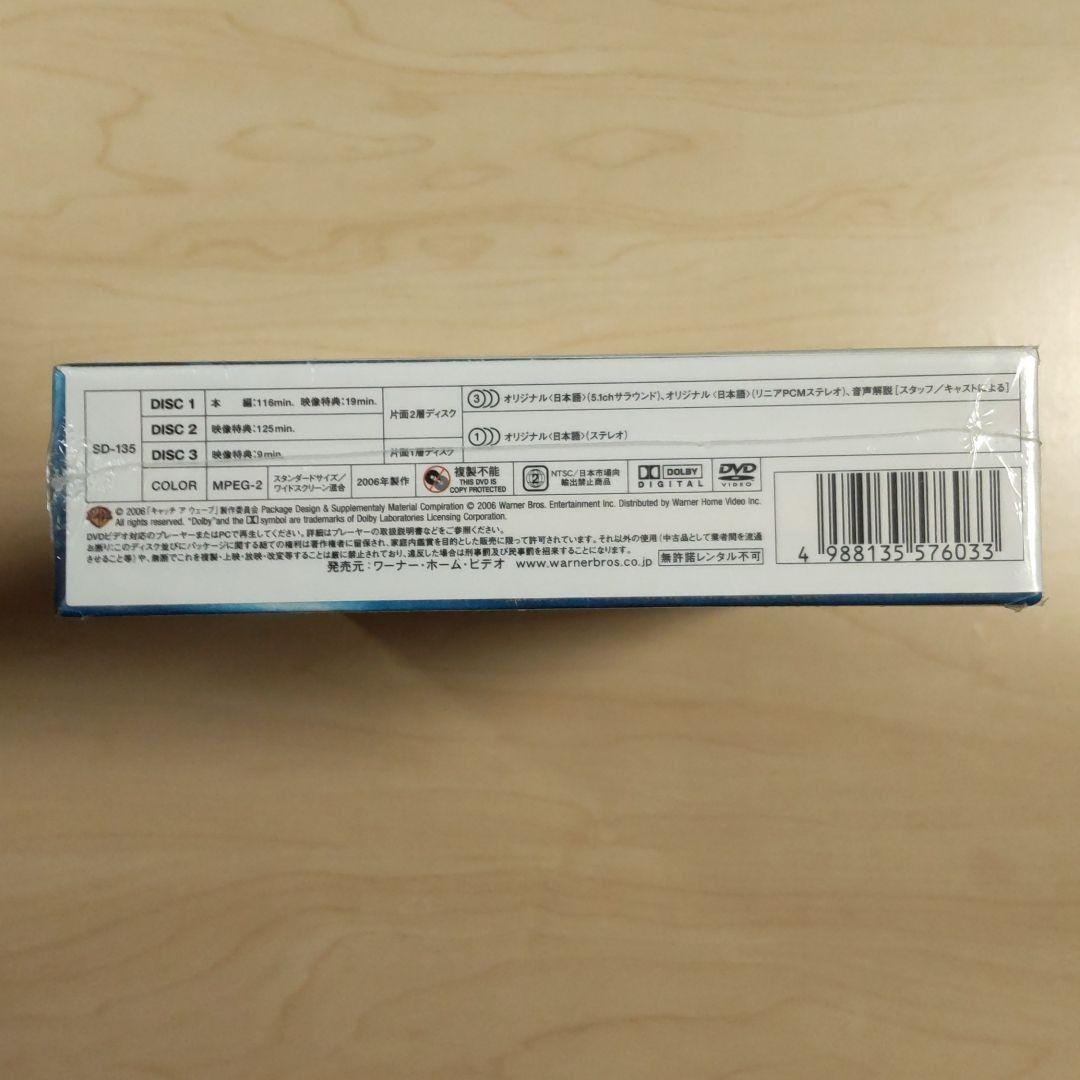 SD-135
DISC 1 本 編:116min. 映像特典:19min. 片面2層ディスク
③ オリジナル〈日本語〉(5.1chサラウンド)、オリジナル〈日本語〉(リニアPCMステレオ)、音声解説[スタッフ/キャストによる]
DISC 2 映像特典:125min.
① オリジナル〈日本語〉(ステレオ)
DISC 3 映像特典:9min. 片面1層ディスク
COLOR MPEG-2 スタンダードサイズ/ワイドスクリーン混合 2006年製作 複製不能 THIS DVD IS COPY PROTECTED 2 NTSC/日本市場向 輸出禁止商品 DOLBY DIGITAL DVD VIDEO
© 2006『キャッチ ア ウェーブ』製作委員会 Package Design & Supplementaly Material Compiration © 2006 Warner Bros. Entertainment Inc. Distributed by Warner Home Video Inc.
All rights reserved. "Dolby"and the symbol are trademarks of Dolby Laboratories Licensing Corporation.
DVDビデオ対応のプレーヤーまたはPCで再生してください。詳細はプレーヤーの取扱説明書などをご参照ください。
お断り:このディスク並びにパッケージに関する総ての権利は著作権者に留保され、家庭内鑑賞を目的とした販売に限って許可されています。それ以外の使用(中古品として業者間を流通
させること等)や、無断でこれを複製・上映・放映・改変等することは厳に禁止されており、違反した場合は刑事罰及び民事罰を招来することになります。
発売元:ワーナー・ホーム・ビデオ www.warnerbros.co.jp 無許諾レンタル不可
4 988135 576033